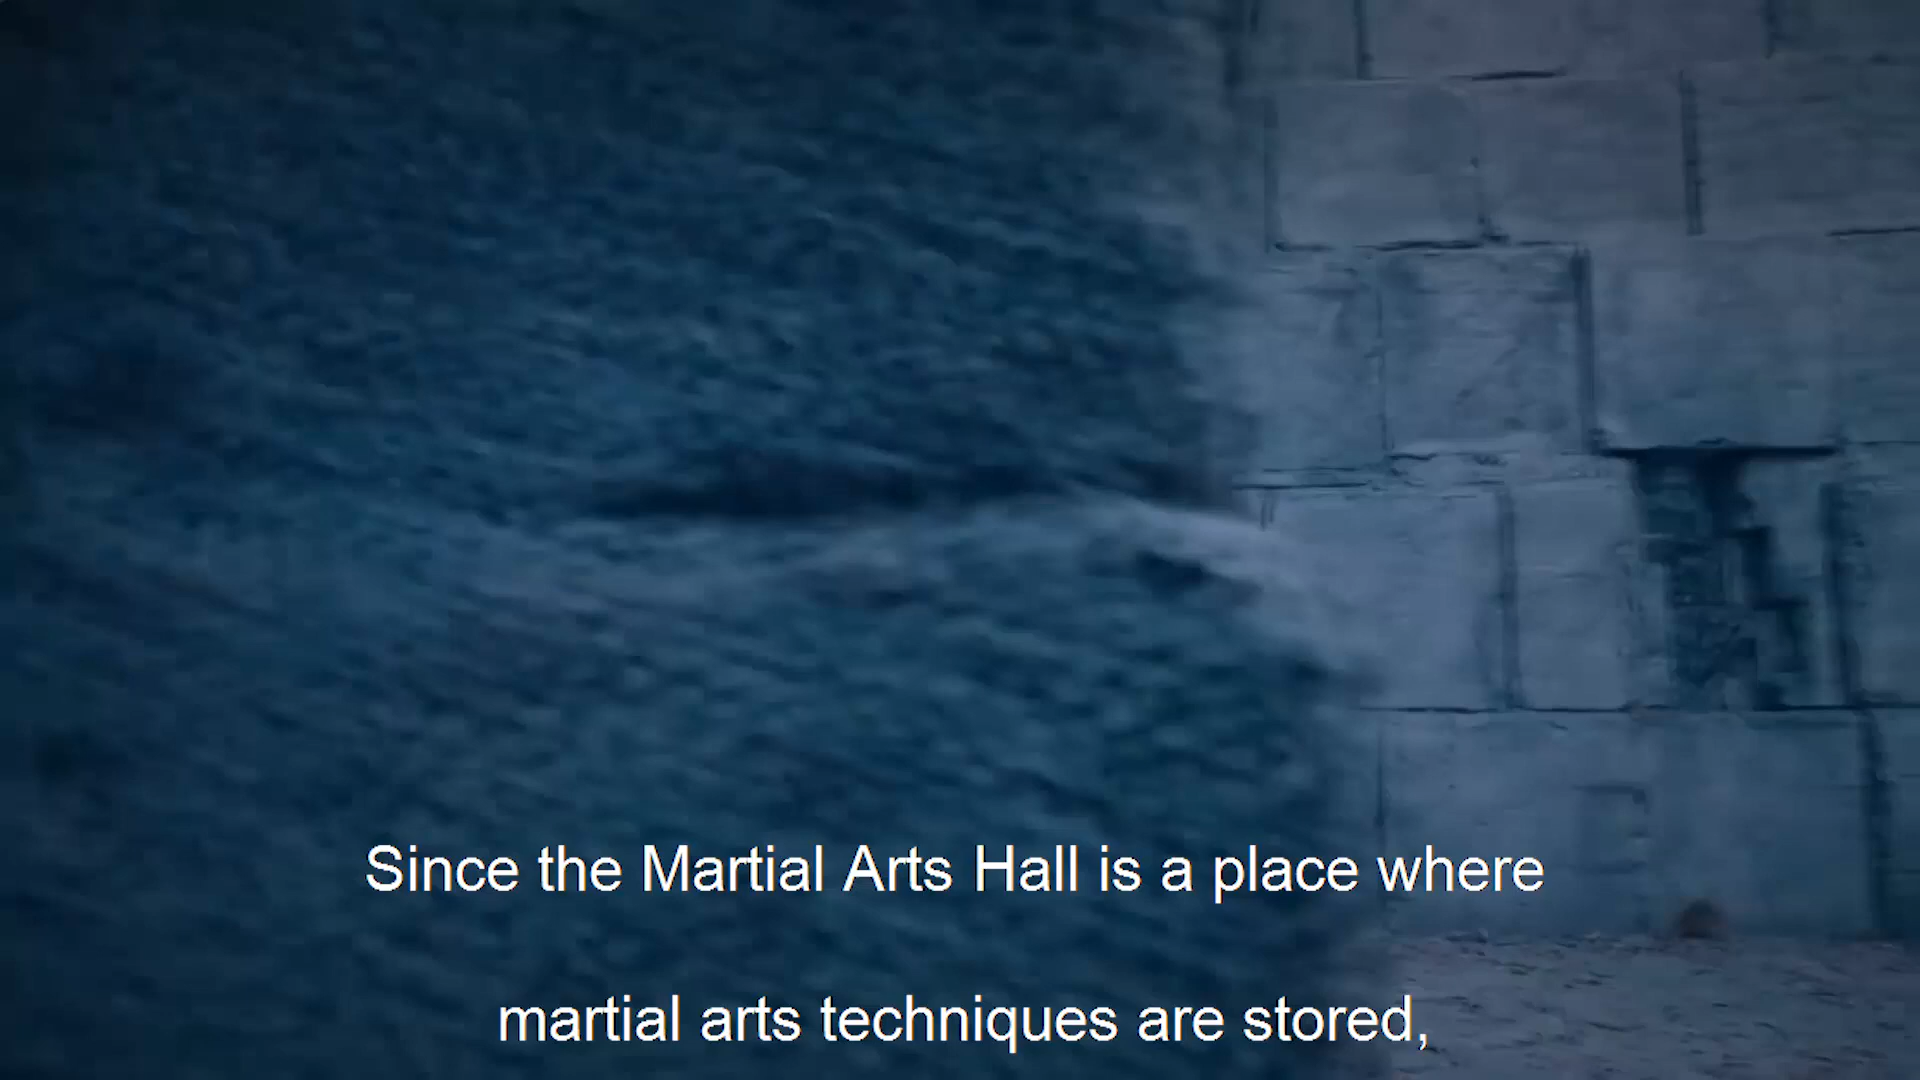 Since the Martial Arts Hall is a place where
martial arts techniques are stored,